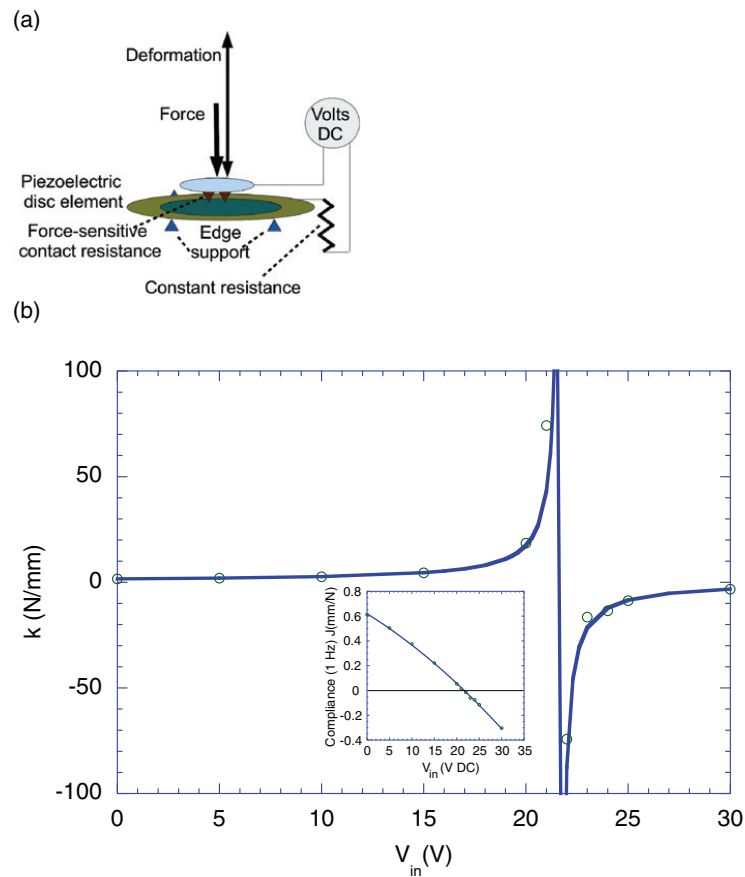 (a)
Deformation
Force
Volts
DC
Piezoelectric
disc element
Force-sensitive
contact resistance
Edge
support
Constant resistance
(b)
100
50
0
-50
-100
k (N/mm)
0
5
10
15
20
25
30
V_in (V)
0.8
0.6
0.4
0.2
0
-0.2
-0.4
Compliance (1 Hz) J(mm/N)
0
5
10
15
20
25
30
35
V_in (V DC)